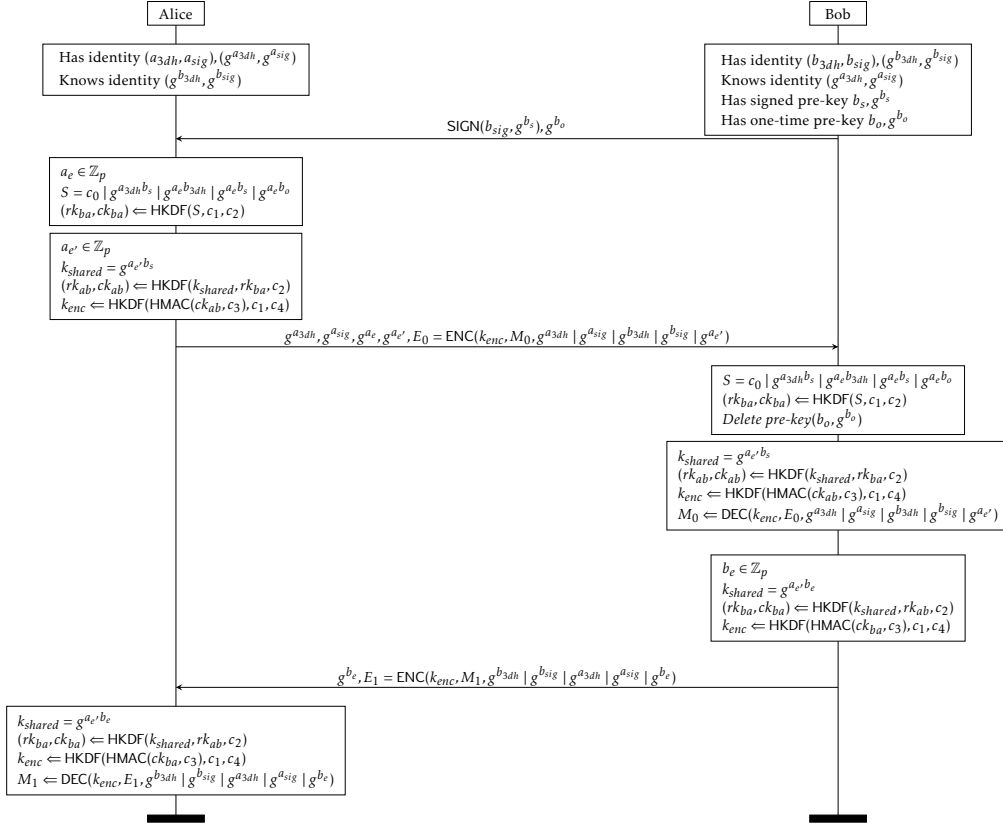 Alice
Bob
Has identity (a_{3dh}, a_{sig}), (g^{a_{3dh}}, g^{a_{sig}})
Knows identity (g^{b_{3dh}}, g^{b_{sig}})
Has identity (b_{3dh}, b_{sig}), (g^{b_{3dh}}, g^{b_{sig}})
Knows identity (g^{a_{3dh}}, g^{a_{sig}})
Has signed pre-key b_s, g^{b_s}
Has one-time pre-key b_o, g^{b_o}
SIGN(b_{sig}, g^{b_s}), g^{b_o}
a_e ∈ ℤ_p
S = c_0 | g^{a_{3dh}b_s} | g^{a_e b_{3dh}} | g^{a_e b_s} | g^{a_e b_o}
(rk_{ba}, ck_{ba}) ⇐ HKDF(S, c_1, c_2)
a_{e′} ∈ ℤ_p
k_{shared} = g^{a_{e′} b_s}
(rk_{ab}, ck_{ab}) ⇐ HKDF(k_{shared}, rk_{ba}, c_2)
k_{enc} ⇐ HKDF(HMAC(ck_{ab}, c_3), c_1, c_4)
g^{a_{3dh}}, g^{a_{sig}}, g^{a_e}, g^{a_{e′}}, E_0 = ENC(k_{enc}, M_0, g^{a_{3dh}} | g^{a_{sig}} | g^{b_{3dh}} | g^{b_{sig}} | g^{a_{e′}})
S = c_0 | g^{a_{3dh}b_s} | g^{a_e b_{3dh}} | g^{a_e b_s} | g^{a_e b_o}
(rk_{ba}, ck_{ba}) ⇐ HKDF(S, c_1, c_2)
Delete pre-key(b_o, g^{b_o})
k_{shared} = g^{a_{e′} b_s}
(rk_{ab}, ck_{ab}) ⇐ HKDF(k_{shared}, rk_{ba}, c_2)
k_{enc} ⇐ HKDF(HMAC(ck_{ab}, c_3), c_1, c_4)
M_0 ⇐ DEC(k_{enc}, E_0, g^{a_{3dh}} | g^{a_{sig}} | g^{b_{3dh}} | g^{b_{sig}} | g^{a_{e′}})
b_e ∈ ℤ_p
k_{shared} = g^{a_{e′} b_e}
(rk_{ba}, ck_{ba}) ⇐ HKDF(k_{shared}, rk_{ab}, c_2)
k_{enc} ⇐ HKDF(HMAC(ck_{ba}, c_3), c_1, c_4)
g^{b_e}, E_1 = ENC(k_{enc}, M_1, g^{b_{3dh}} | g^{b_{sig}} | g^{a_{3dh}} | g^{a_{sig}} | g^{b_e})
k_{shared} = g^{a_{e′} b_e}
(rk_{ba}, ck_{ba}) ⇐ HKDF(k_{shared}, rk_{ab}, c_2)
k_{enc} ⇐ HKDF(HMAC(ck_{ba}, c_3), c_1, c_4)
M_1 ⇐ DEC(k_{enc}, E_1, g^{b_{3dh}} | g^{b_{sig}} | g^{a_{3dh}} | g^{a_{sig}} | g^{b_e})